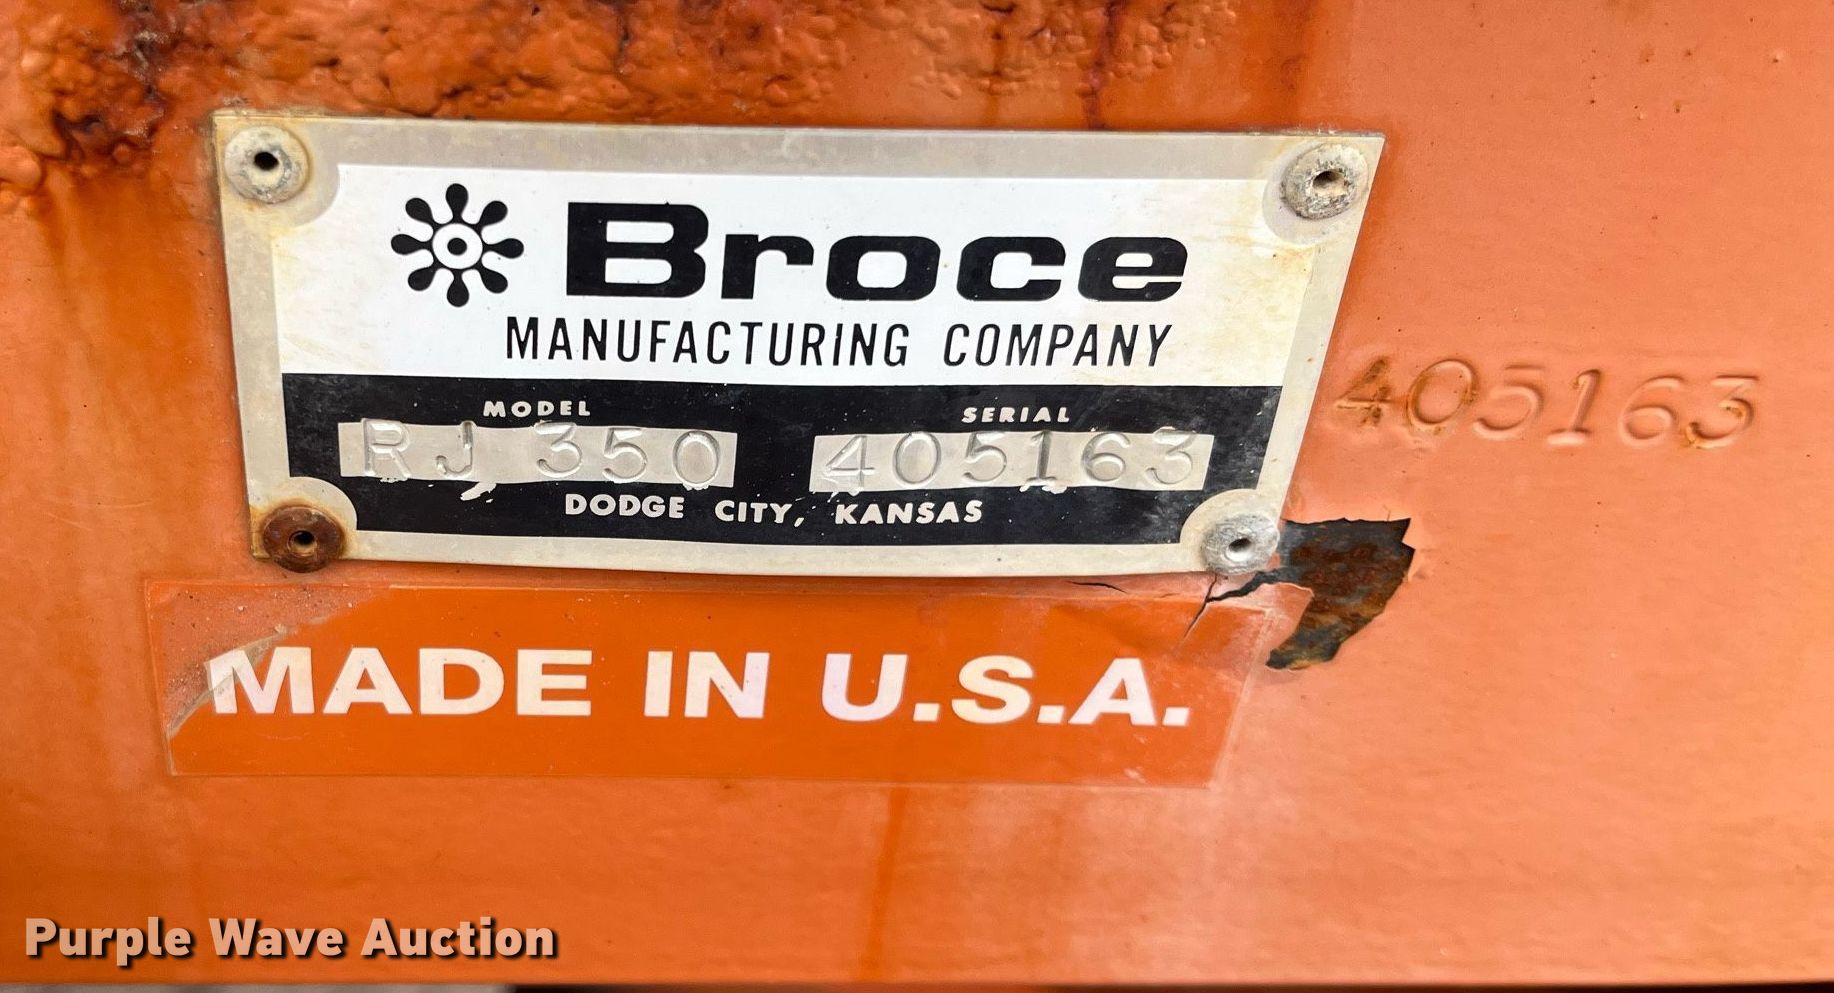 Broce
MANUFACTURING COMPANY
MODEL SERIAL
RJ 350 405163
DODGE CITY, KANSAS
405163
MADE IN U.S.A.
Purple Wave Auction